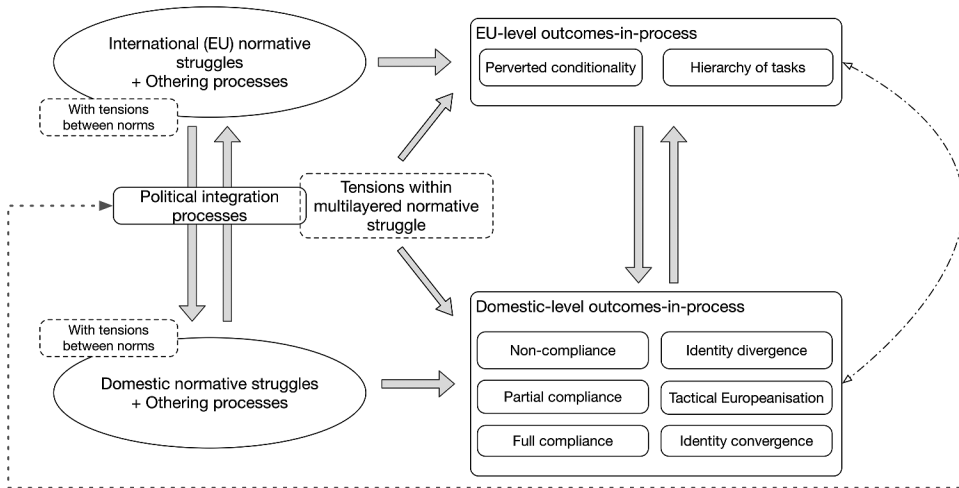 International (EU) normative
struggles
+ Othering processes
With tensions
between norms
EU-level outcomes-in-process
Perverted conditionality
Hierarchy of tasks
Political integration
processes
Tensions within
multilayered normative
struggle
With tensions
between norms
Domestic normative struggles
+ Othering processes
Domestic-level outcomes-in-process
Non-compliance
Identity divergence
Partial compliance
Tactical Europeanisation
Full compliance
Identity convergence